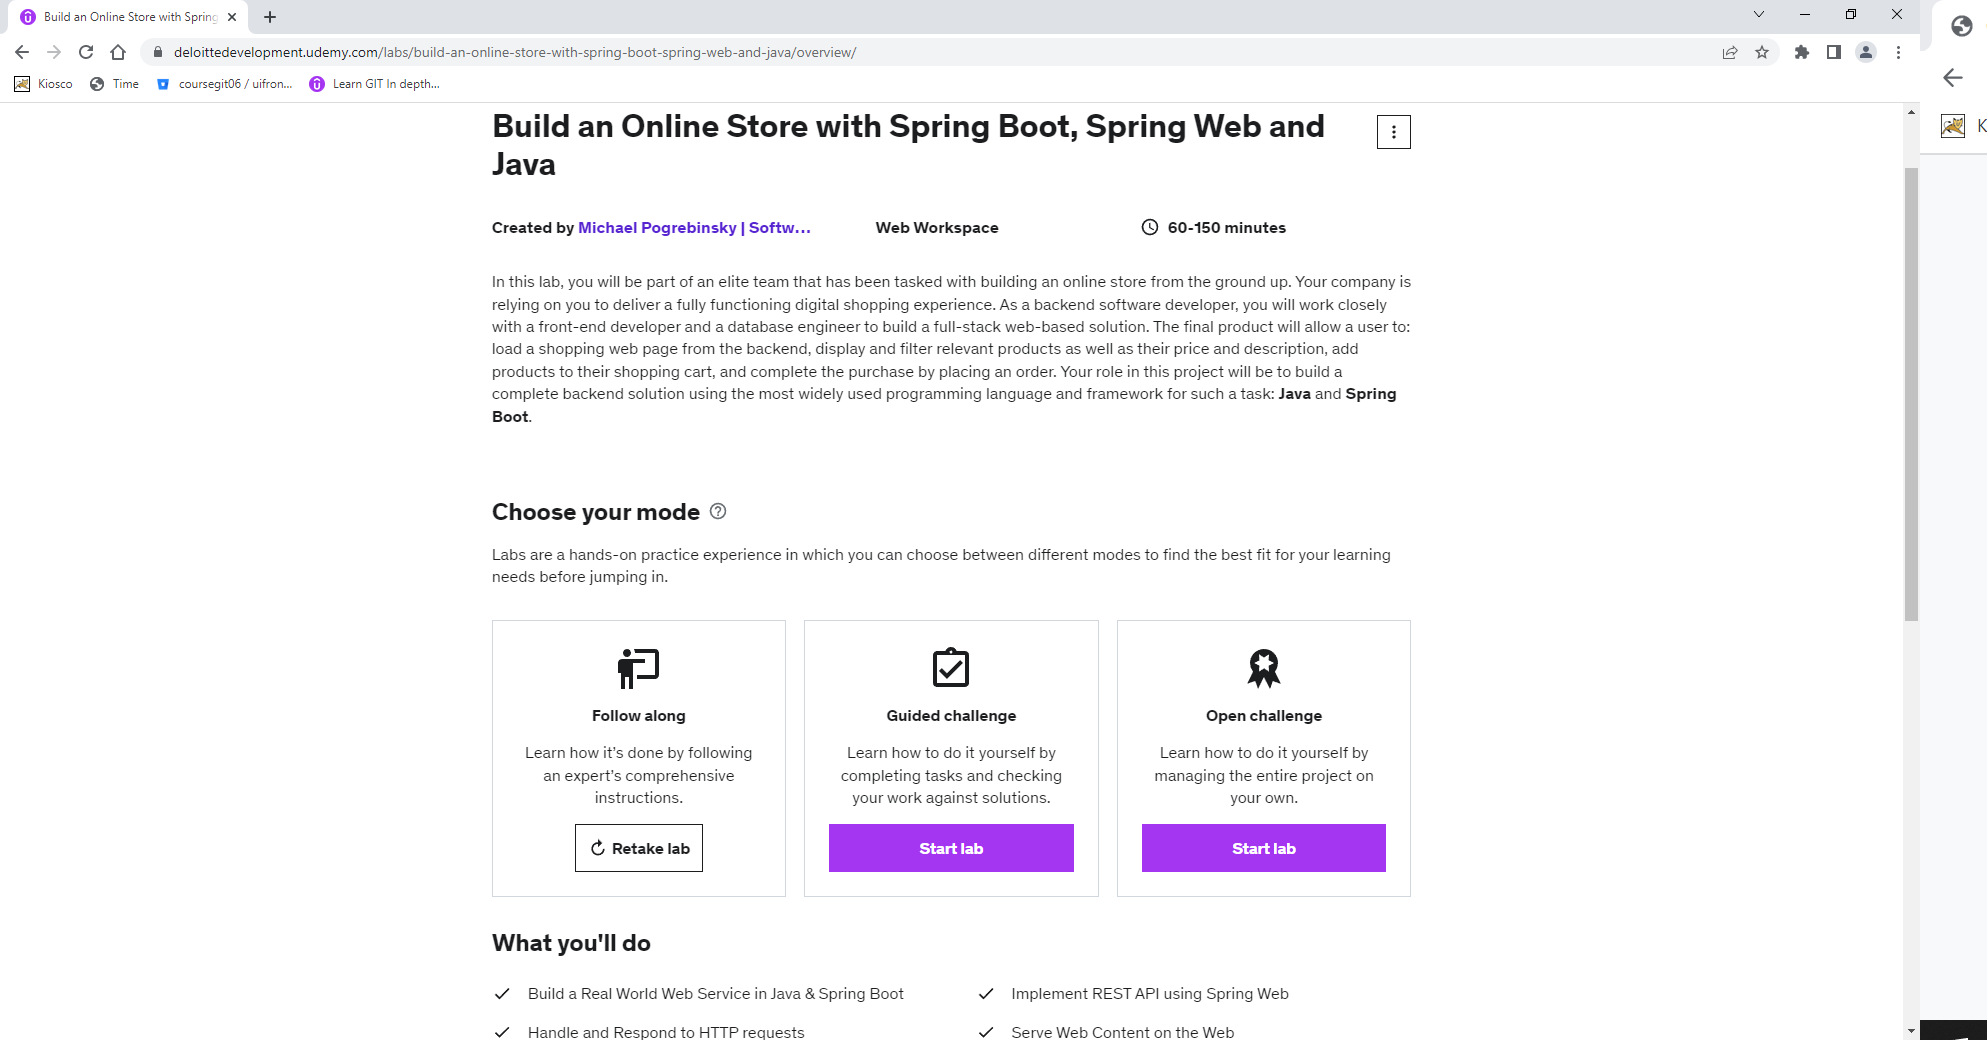 Build an Online Store with Spring
deloittedevelopment.udemy.com/labs/build-an-online-store-with-spring-boot-spring-web-and-java/overview/
Kiosco
Time
coursegit06 / uifron...
Learn GIT In depth...
K
Build an Online Store with Spring Boot, Spring Web and
Java
Created by Michael Pogrebinsky | Softw...
Web Workspace
60-150 minutes
In this lab, you will be part of an elite team that has been tasked with building an online store from the ground up. Your company is
relying on you to deliver a fully functioning digital shopping experience. As a backend software developer, you will work closely
with a front-end developer and a database engineer to build a full-stack web-based solution. The final product will allow a user to:
load a shopping web page from the backend, display and filter relevant products as well as their price and description, add
products to their shopping cart, and complete the purchase by placing an order. Your role in this project will be to build a
complete backend solution using the most widely used programming language and framework for such a task: Java and Spring
Boot.
Choose your mode
Labs are a hands-on practice experience in which you can choose between different modes to find the best fit for your learning
needs before jumping in.
Follow along
Learn how it’s done by following
an expert’s comprehensive
instructions.
Retake lab
Guided challenge
Learn how to do it yourself by
completing tasks and checking
your work against solutions.
Start lab
Open challenge
Learn how to do it yourself by
managing the entire project on
your own.
Start lab
What you'll do
Build a Real World Web Service in Java & Spring Boot
Implement REST API using Spring Web
Handle and Respond to HTTP requests
Serve Web Content on the Web